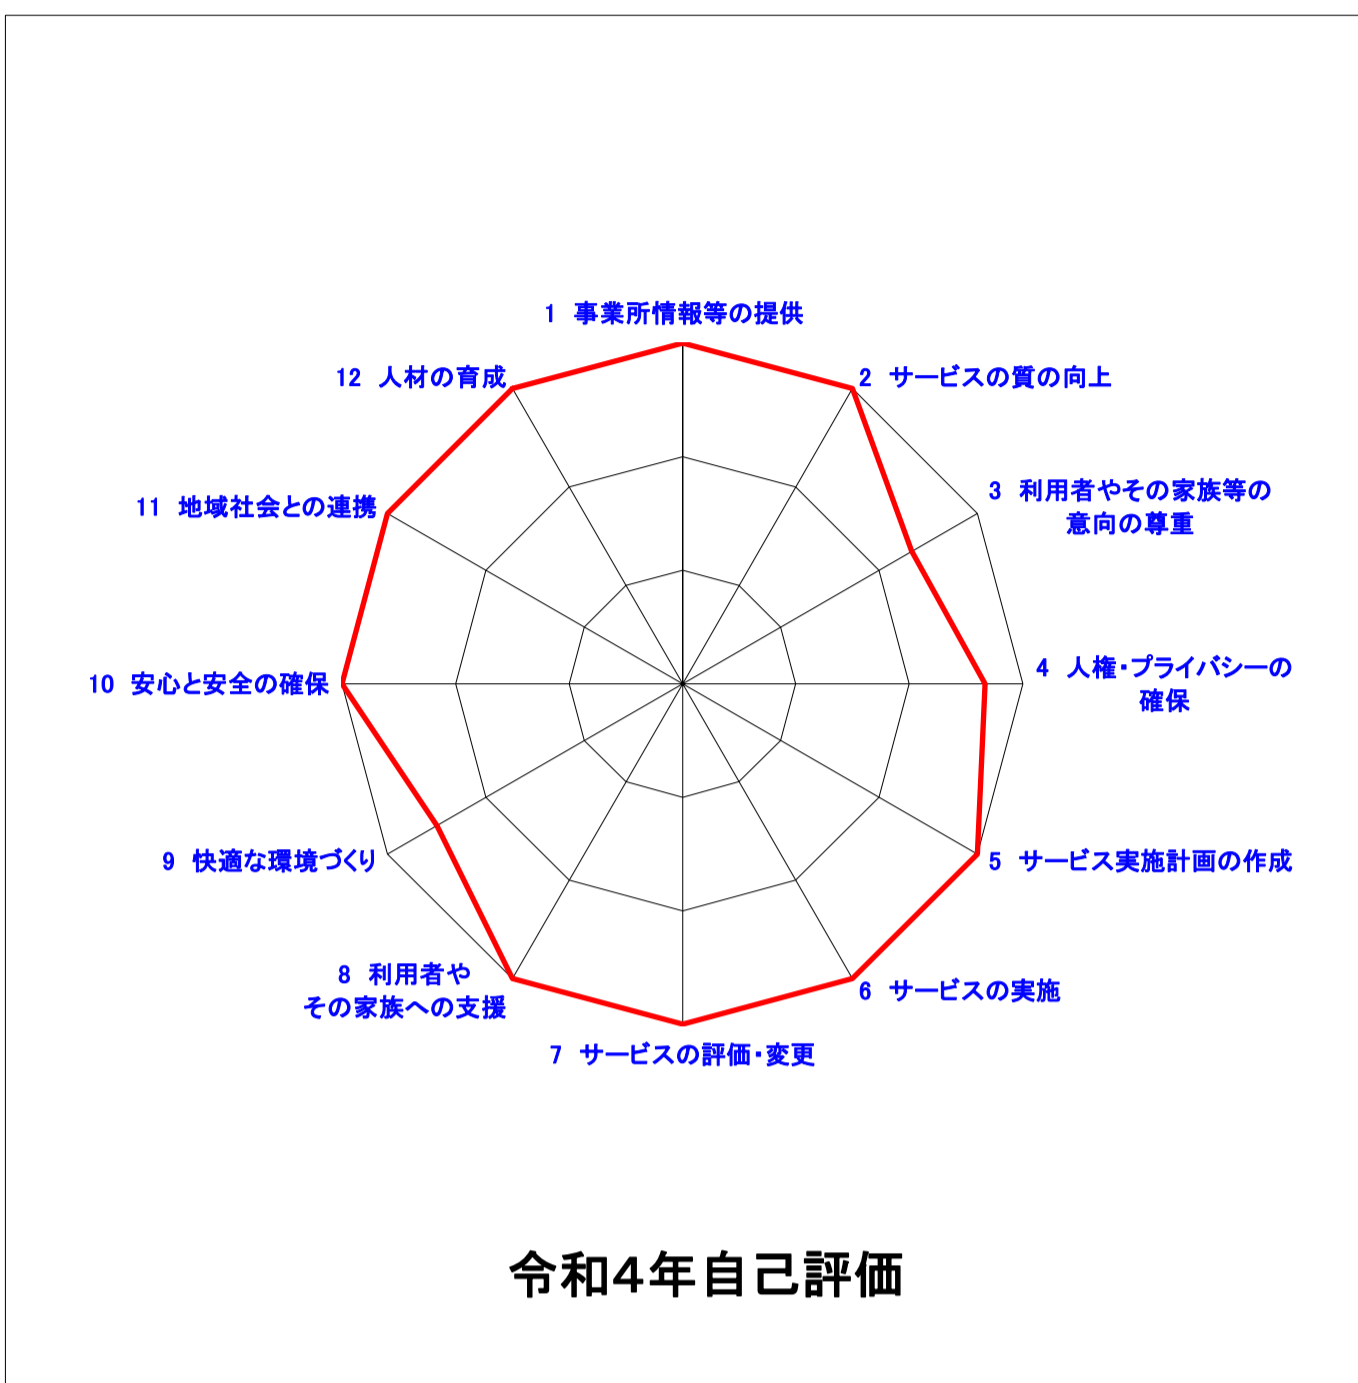 1 事業所情報等の提供
2 サービスの質の向上
3 利用者やその家族等の
意向の尊重
4 人権・プライバシーの
確保
5 サービス実施計画の作成
6 サービスの実施
7 サービスの評価・変更
8 利用者や
その家族への支援
9 快適な環境づくり
10 安心と安全の確保
11 地域社会との連携
12 人材の育成
令和4年自己評価